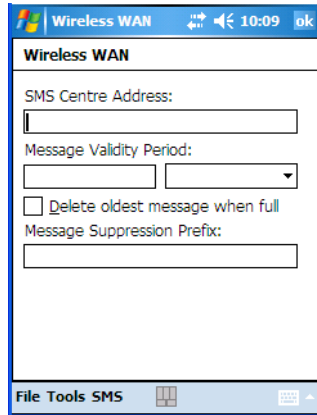 Wireless WAN 10:09 ok
Wireless WAN
SMS Centre Address:
Message Validity Period:
Delete oldest message when full
Message Suppression Prefix:
File Tools SMS